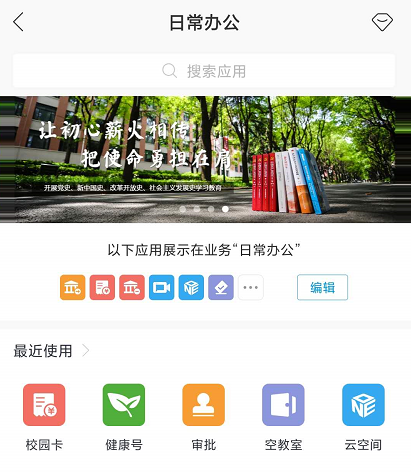 日常办公
搜索应用
让初心薪火相传
把使命勇担在肩
开展党史、新中国史、改革开放史、社会主义发展史学习教育
以下应用展示在业务“日常办公”
编辑
最近使用
校园卡
健康号
审批
空教室
云空间